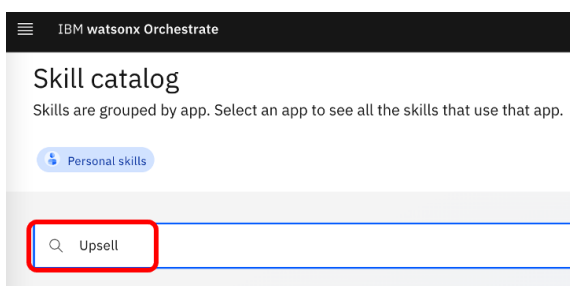 IBM watsonx Orchestrate
Skill catalog
Skills are grouped by app. Select an app to see all the skills that use that app.
Personal skills
Upsell